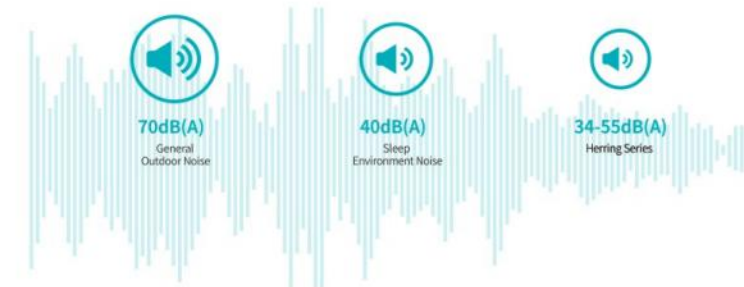 70dB(A)
General
Outdoor Noise
40dB(A)
Sleep
Environment Noise
34-55dB(A)
Herring Series